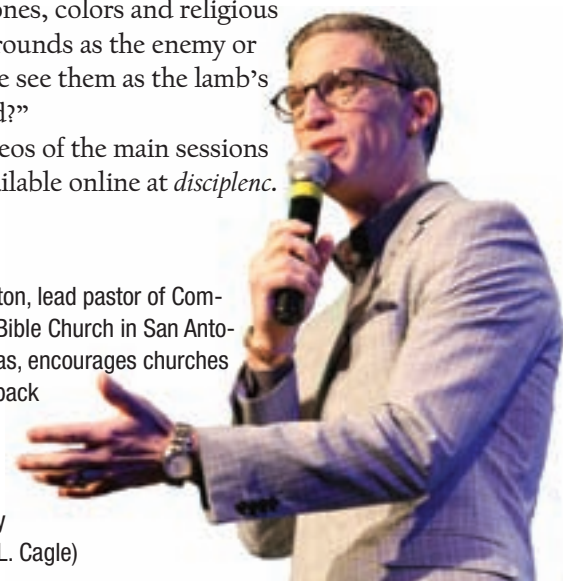 ones, colors and religious
rounds as the enemy or
e see them as the lamb’s
d?”
eos of the main sessions
ilable online at disciplenc.
ton, lead pastor of Com-
Bible Church in San Anto-
as, encourages churches
back
y
L. Cagle)